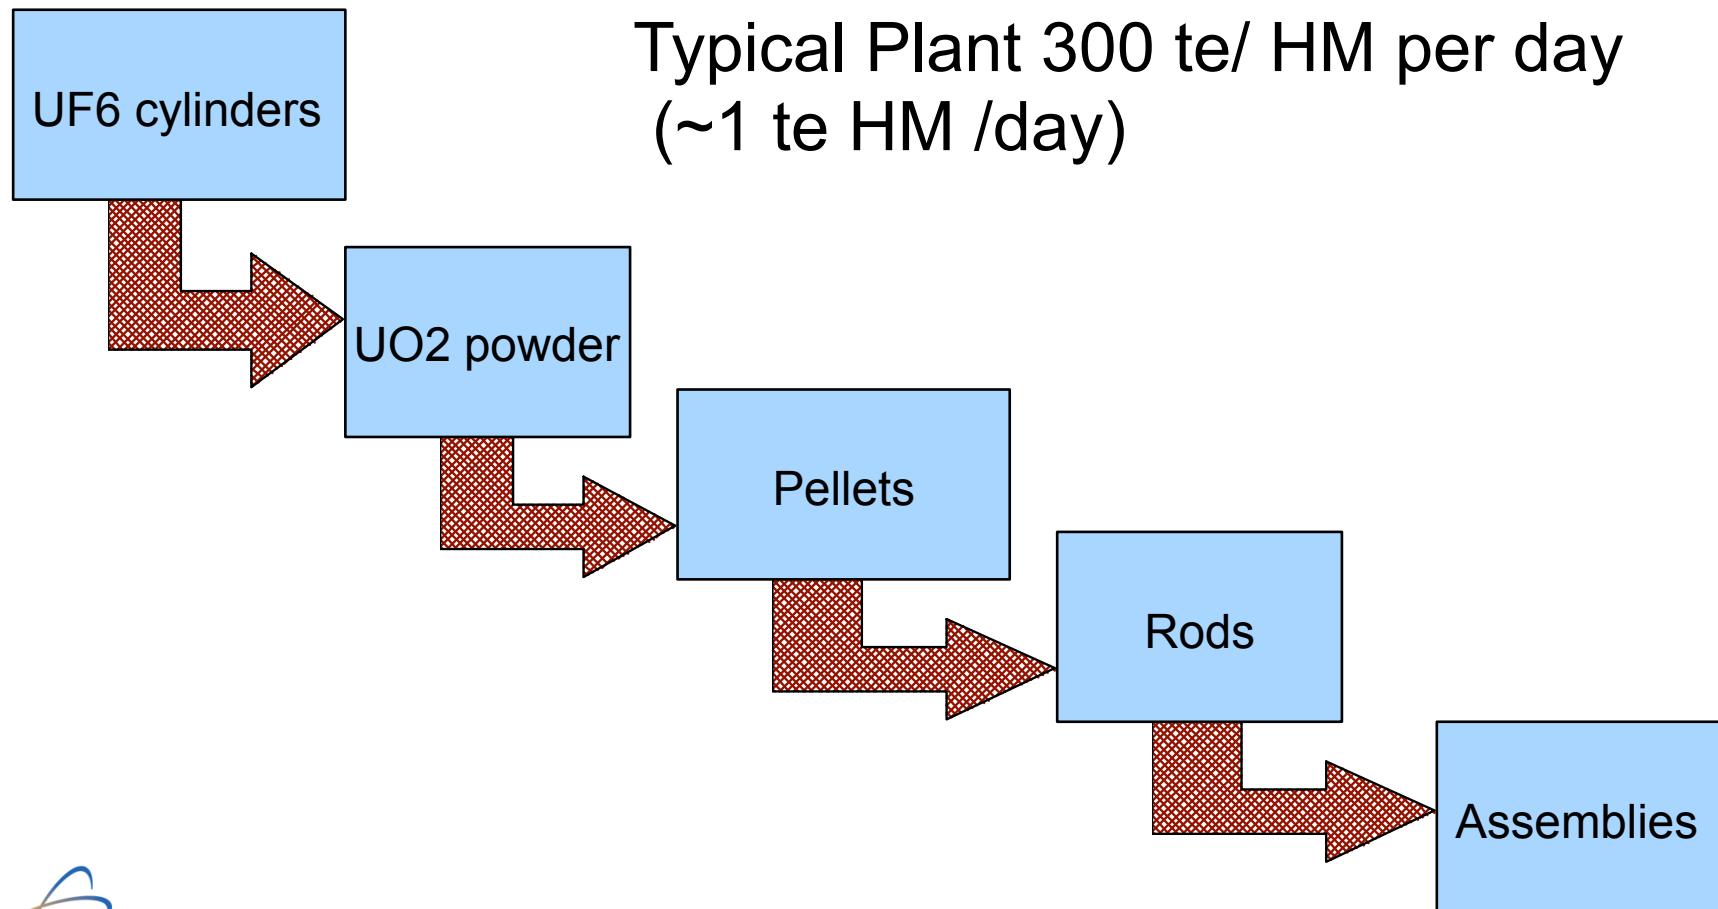 Typical Plant 300 te/ HM per day
(~1 te HM /day)
UF6 cylinders
UO2 powder
Pellets
Rods
Assemblies